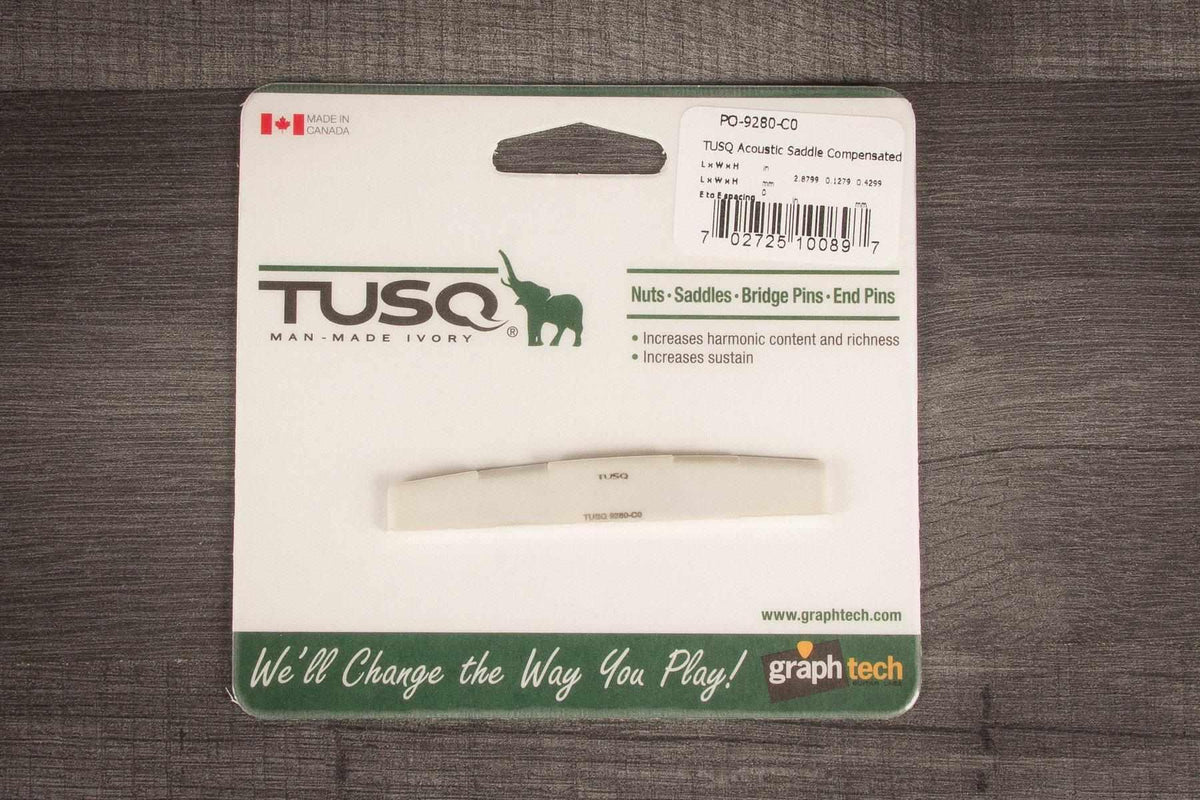 MADE IN
CANADA
PO-9280-C0
TUSQ Acoustic Saddle Compensated
L x W x H in
L x W x H mm 2.8799 0.1279 0.4299
E to E spacing 0 in mm
7 02725 10089 7
TUSQ®
MAN-MADE IVORY
Nuts · Saddles · Bridge Pins · End Pins
• Increases harmonic content and richness
• Increases sustain
TUSQ
TUSQ 9280-C0
www.graphtech.com
We'll Change the Way You Play!
graph tech